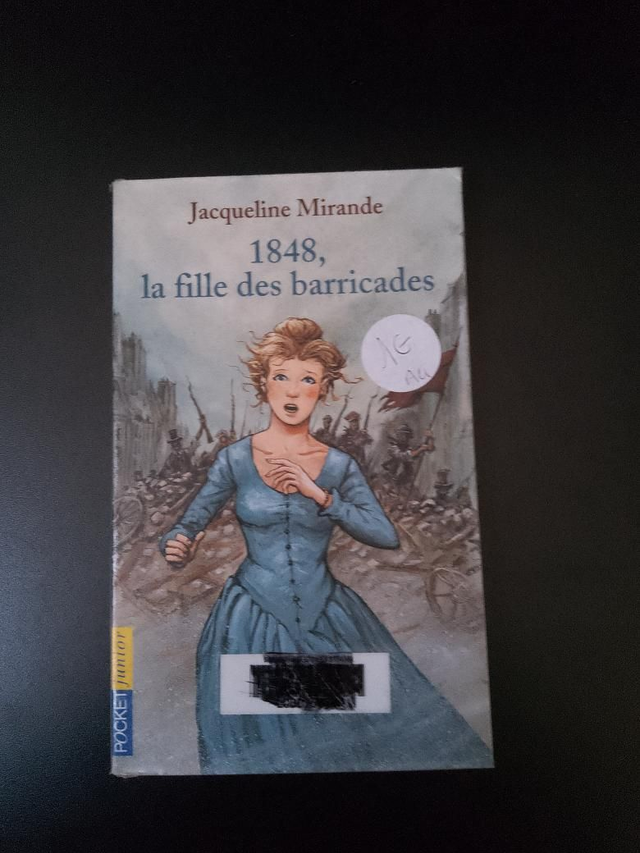 Jacqueline Mirande
1848,
la fille des barricades
POCKET junior